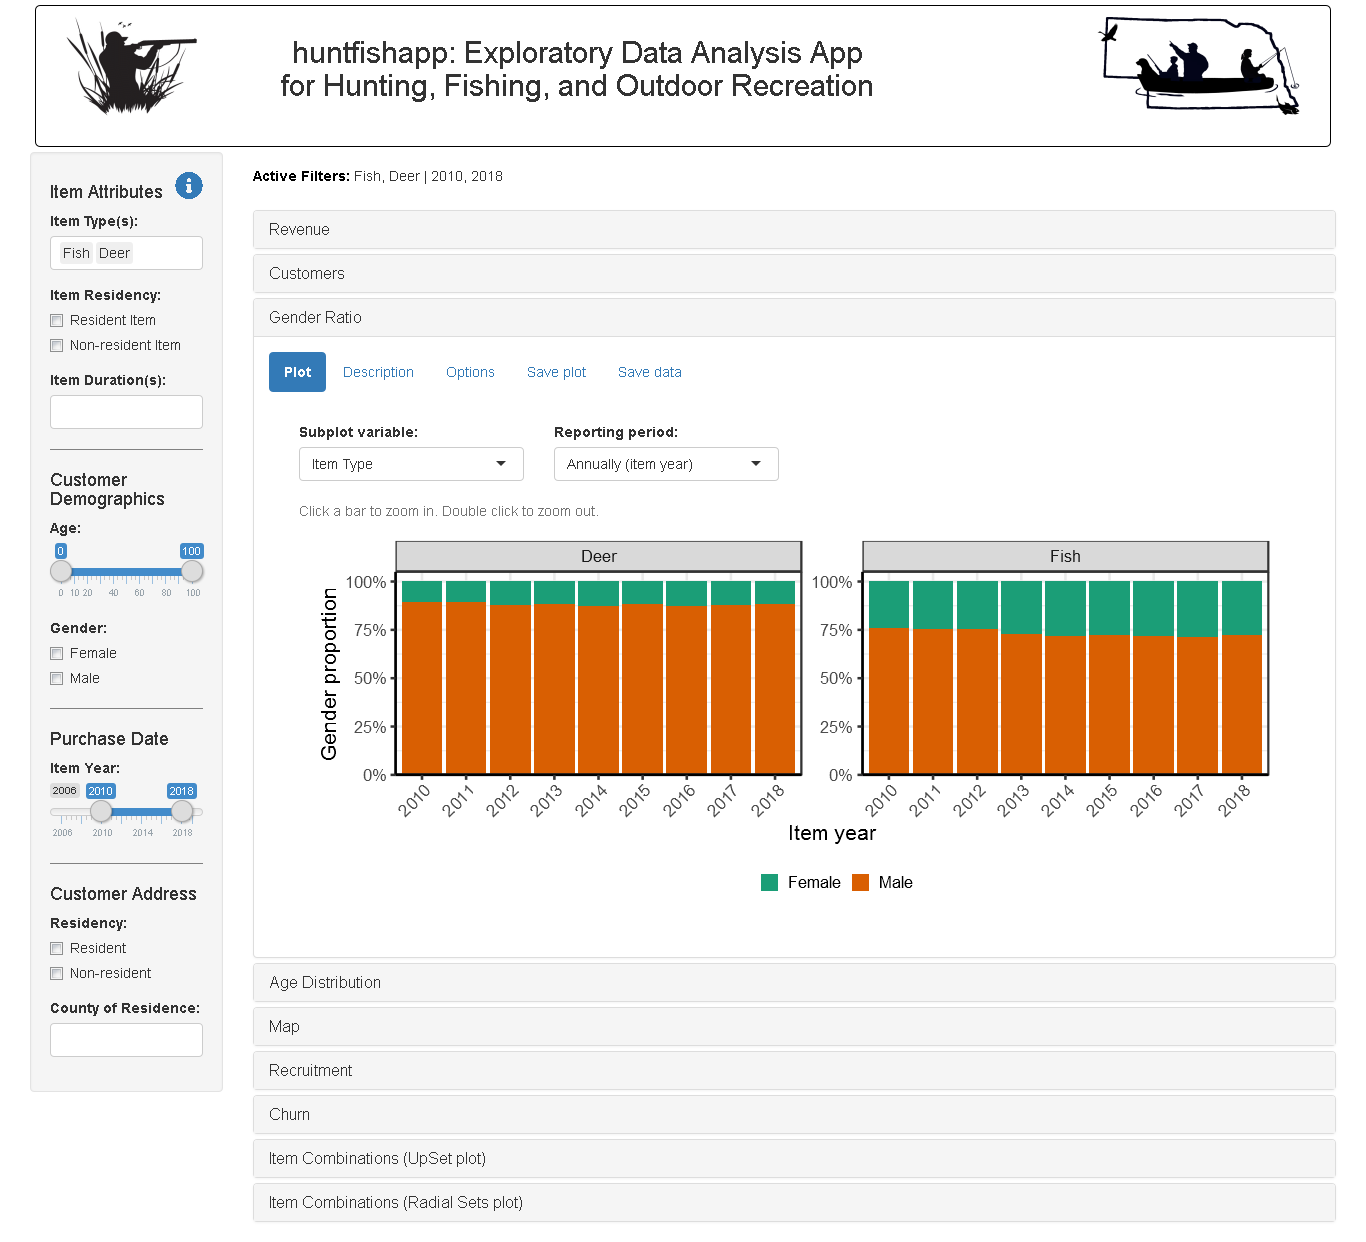 huntfishapp: Exploratory Data Analysis App
for Hunting, Fishing, and Outdoor Recreation
Item Attributes
Item Type(s):
Fish Deer
Item Residency:
Resident Item
Non-resident Item
Item Duration(s):
Customer
Demographics
Age:
0 100
0 10 20 40 60 80 100
Gender:
Female
Male
Purchase Date
Item Year:
2006 2010 2018
2006 2010 2014 2018
Customer Address
Residency:
Resident
Non-resident
County of Residence:
Active Filters: Fish, Deer | 2010, 2018
Revenue
Customers
Gender Ratio
Plot Description Options Save plot Save data
Subplot variable: Reporting period:
Item Type Annually (item year)
Click a bar to zoom in. Double click to zoom out.
Gender proportion
Deer
100%
75%
50%
25%
0%
2010 2011 2012 2013 2014 2015 2016 2017 2018
Fish
100%
75%
50%
25%
0%
2010 2011 2012 2013 2014 2015 2016 2017 2018
Item year
Female Male
Age Distribution
Map
Recruitment
Churn
Item Combinations (UpSet plot)
Item Combinations (Radial Sets plot)